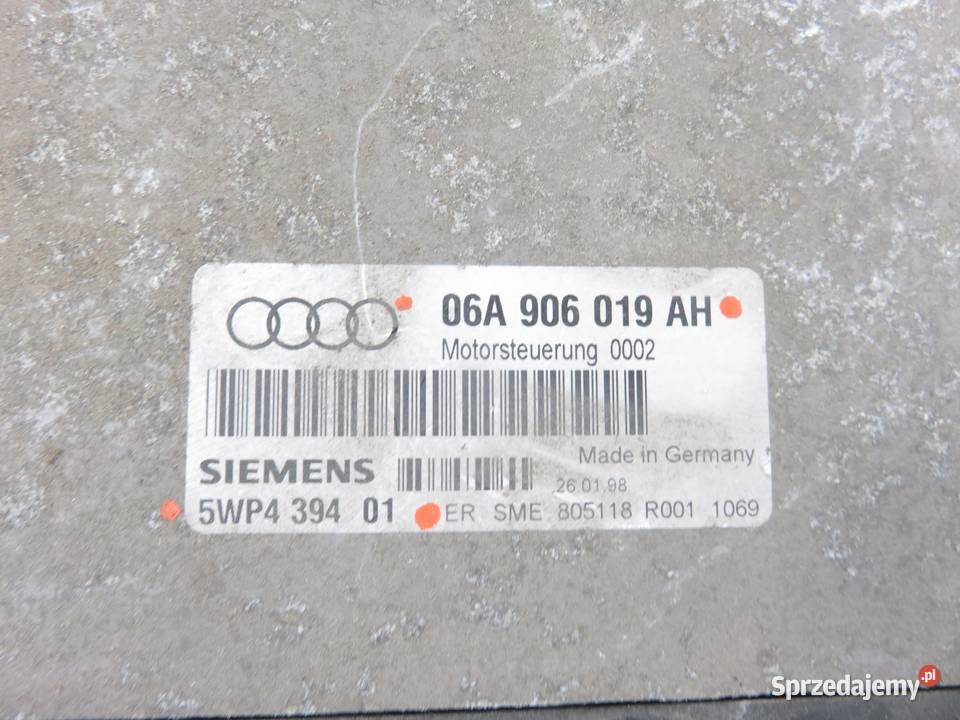 06A 906 019 AH
Motorsteuerung 0002
Made in Germany
SIEMENS
26.01.98
5WP4 394 01 ER SME 805118 R001 1069
Sprzedajemy.pl